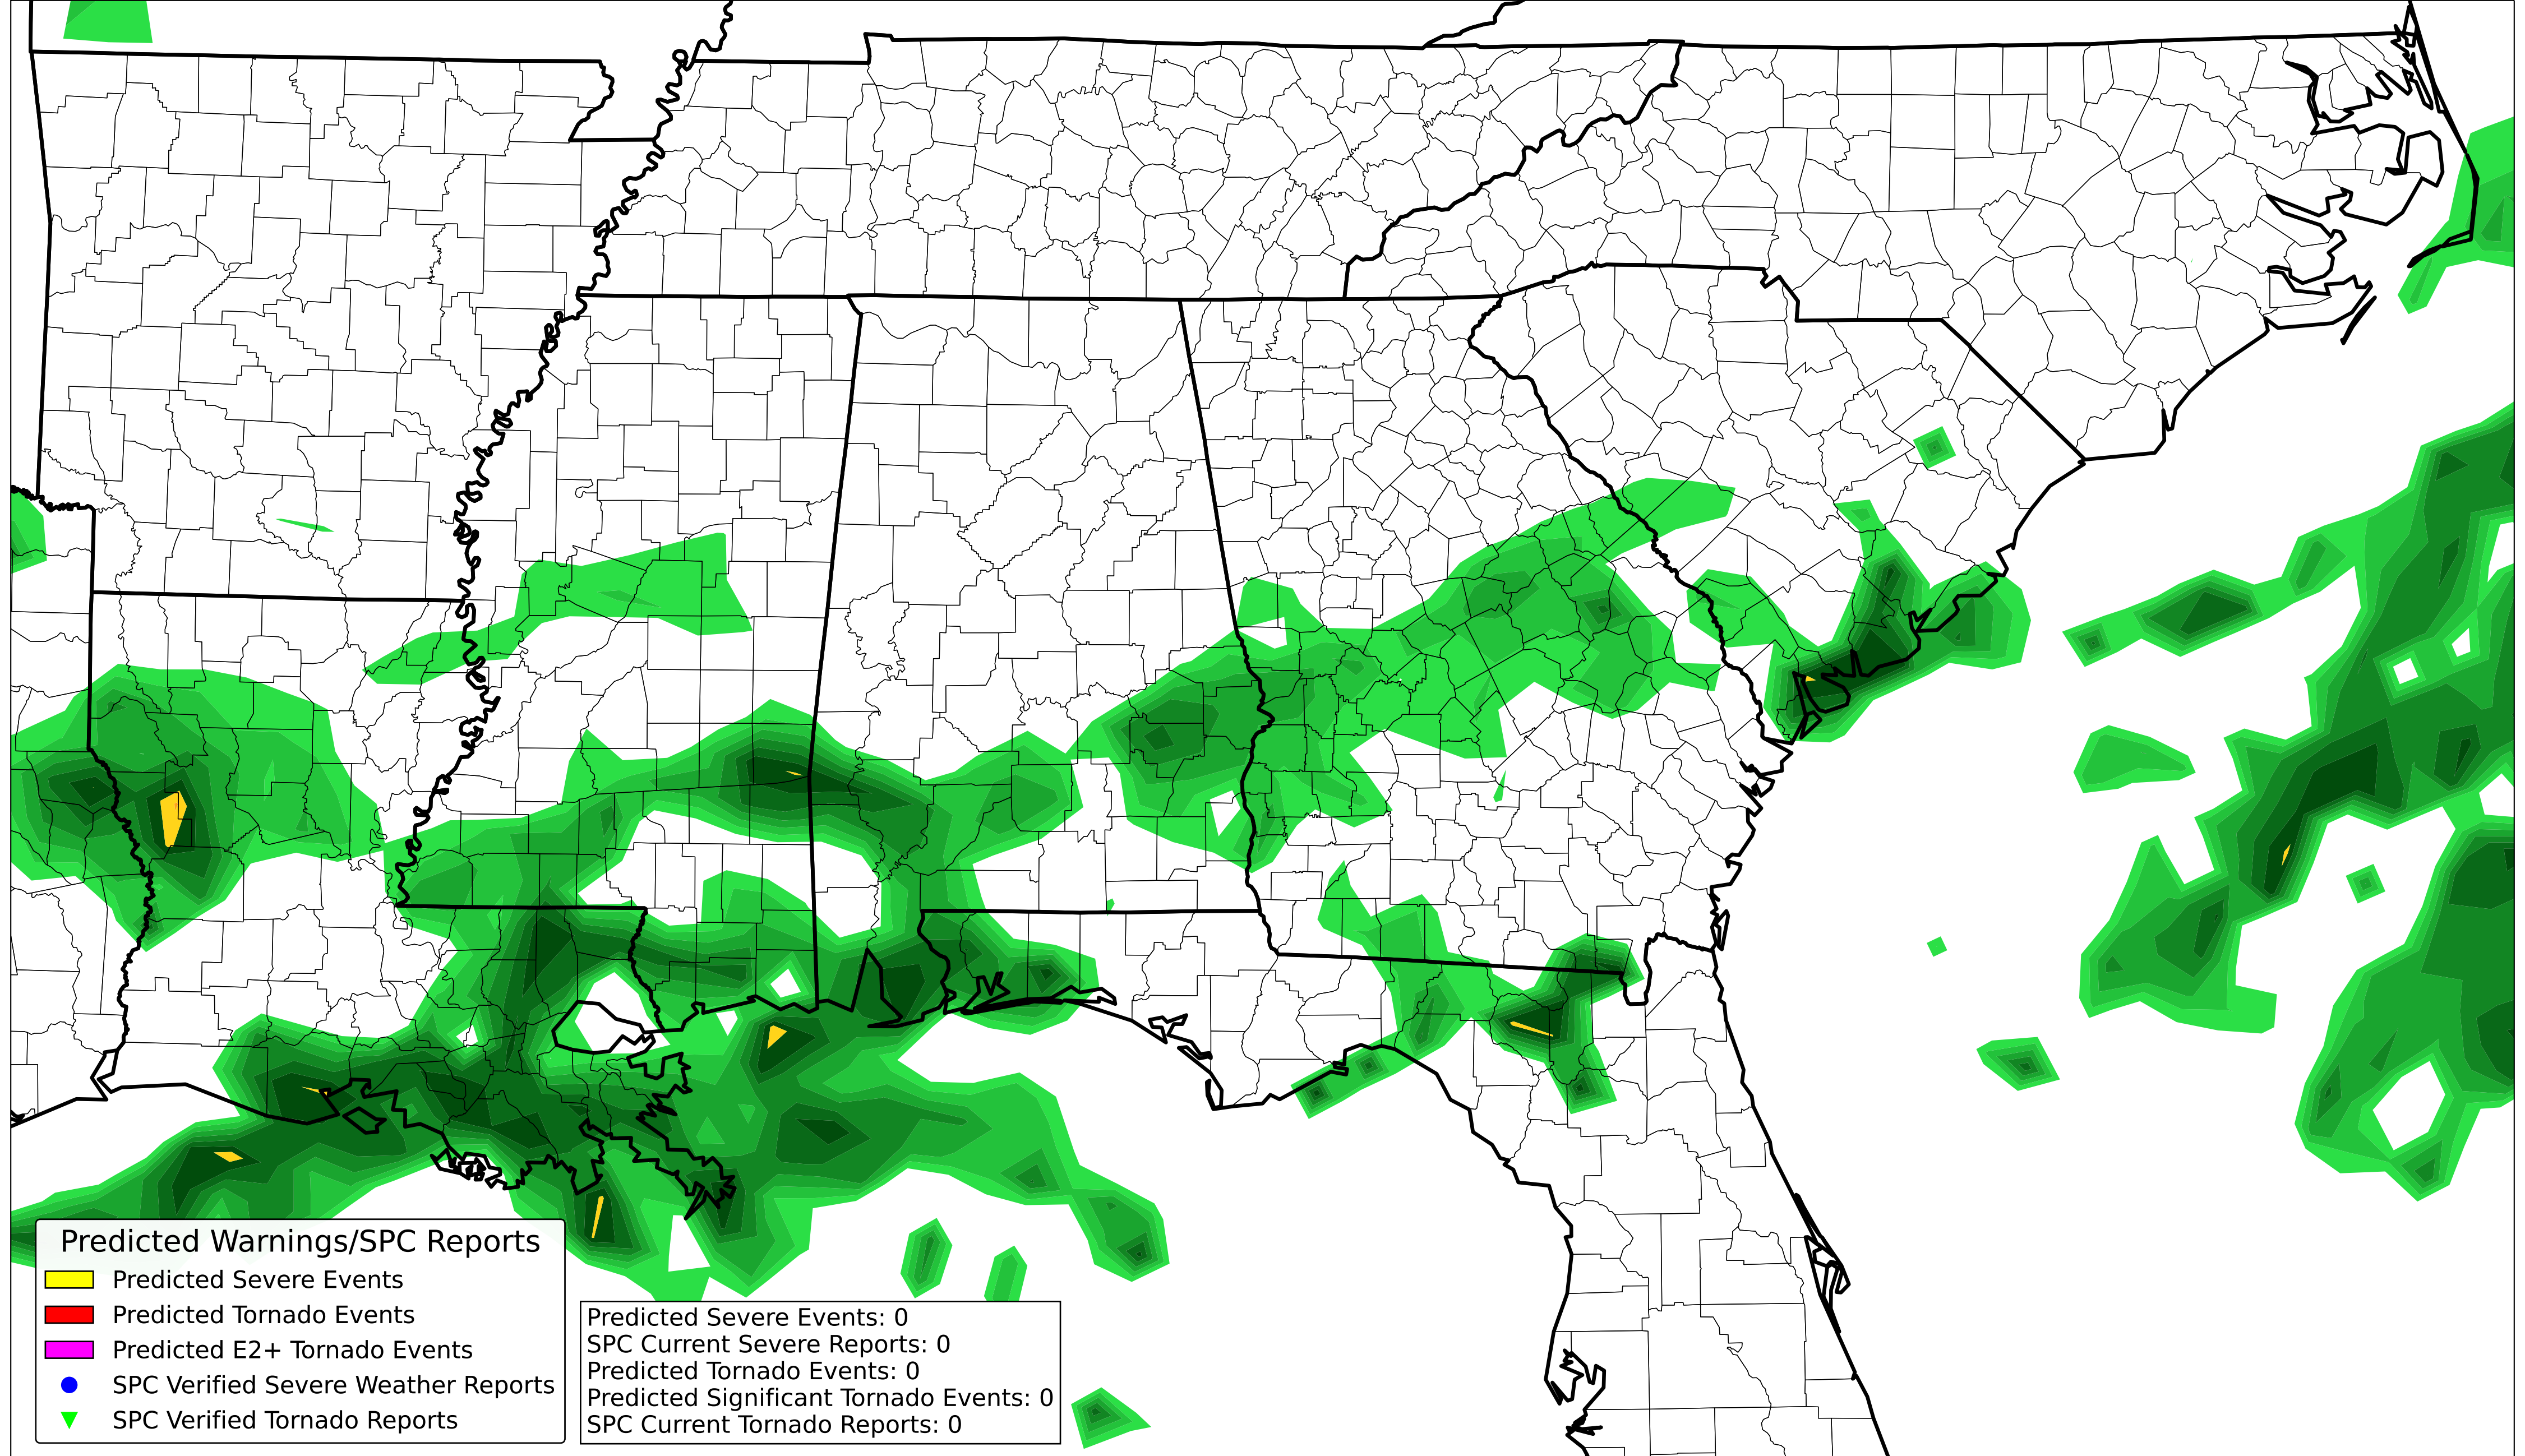 Predicted Warnings/SPC Reports
Predicted Severe Events
Predicted Tornado Events
Predicted E2+ Tornado Events
SPC Verified Severe Weather Reports
SPC Verified Tornado Reports
Predicted Severe Events: 0
SPC Current Severe Reports: 0
Predicted Tornado Events: 0
Predicted Significant Tornado Events: 0
SPC Current Tornado Reports: 0